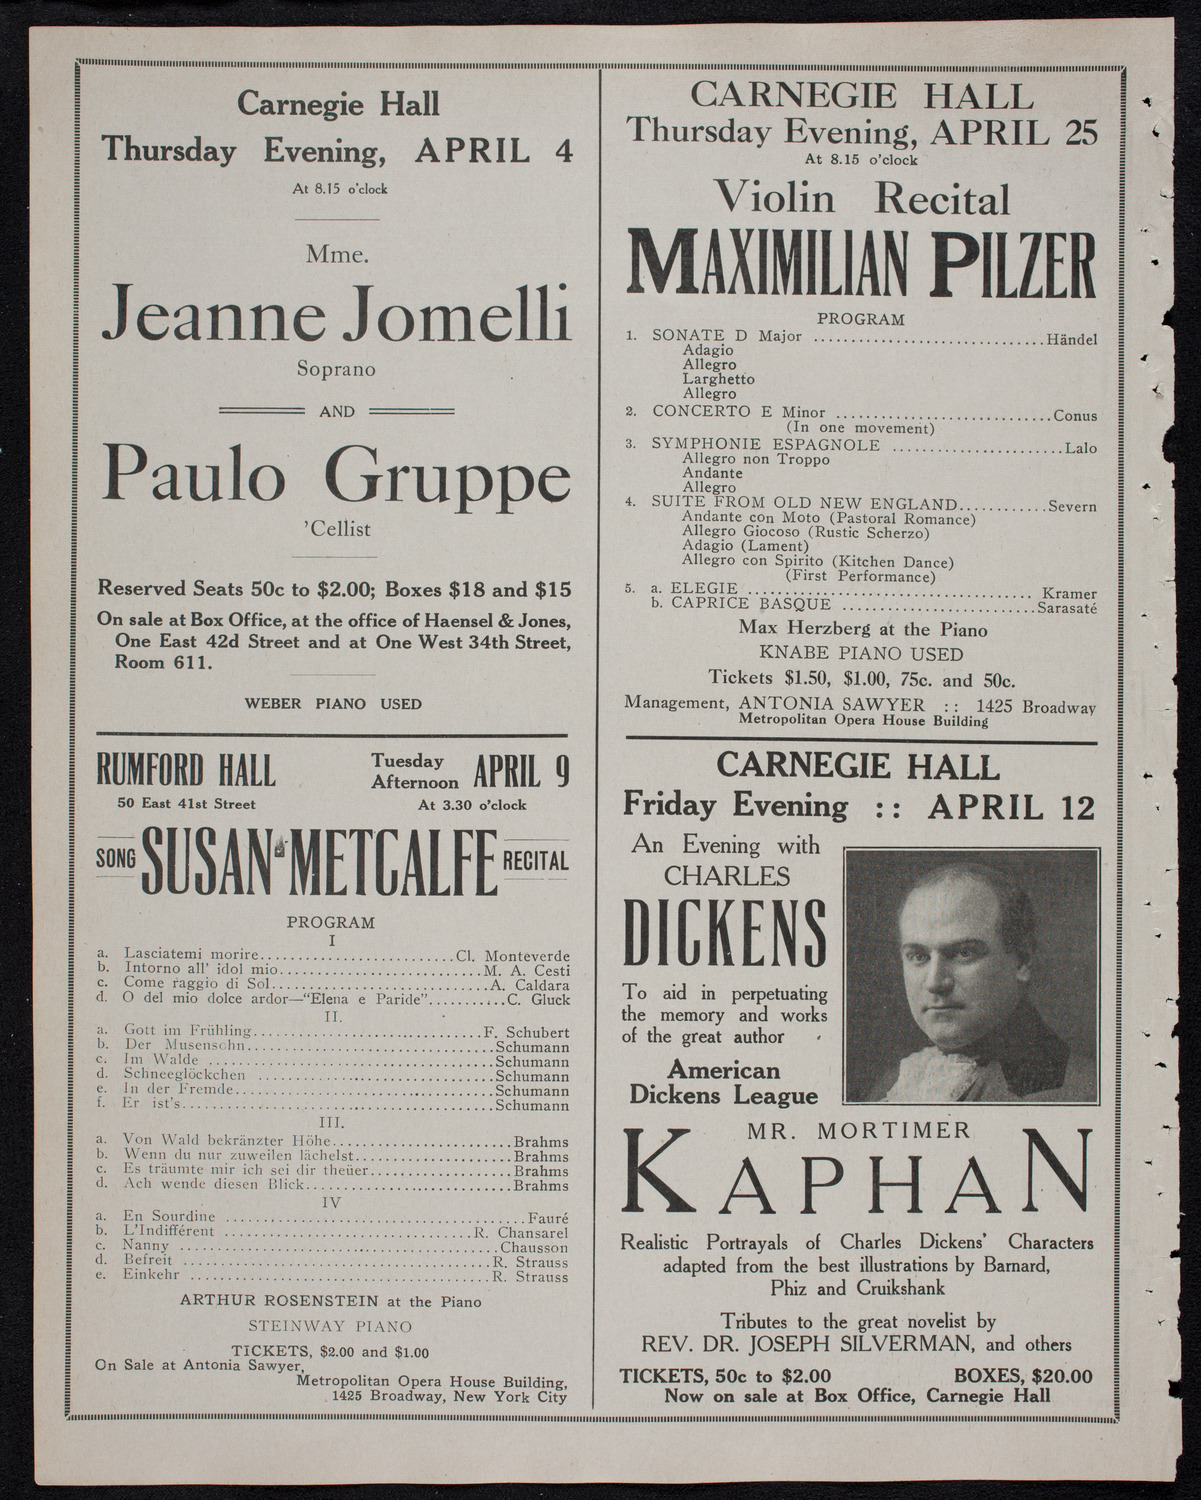 Carnegie Hall
Thursday Evening, APRIL 4
At 8.15 o'clock
Mme.
Jeanne Jomelli
Soprano
AND
Paulo Gruppe
'Cellist
Reserved Seats 50c to $2.00; Boxes $18 and $15
On sale at Box Office, at the office of Haensel & Jones,
One East 42d Street and at One West 34th Street,
Room 611.
WEBER PIANO USED
RUMFORD HALL
50 East 41st Street
Tuesday
Afternoon APRIL 9
At 3.30 o'clock
SONG SUSAN METCALFE RECITAL
PROGRAM
I
a. Lasciatemi morire........................Cl. Monteverde
b. Intorno all' idol mio...........................M. A. Cesti
c. Come raggio di Sol............................A. Caldara
d. O del mio dolce ardor—“Elena e Paride”..........C. Gluck
II.
a. Gott im Frühling..............................F. Schubert
b. Der Musensohn................................Schumann
c. Im Walde ....................................Schumann
d. Schneeglöckchen ..............................Schumann
e. In der Fremde.................................Schumann
f. Er ist's........................................Schumann
III.
a. Von Wald bekränzter Höhe.......................Brahms
b. Wenn du nur zuweilen lächelst....................Brahms
c. Es träumte mir ich sei dir theüer..................Brahms
d. Ach wende diesen Blick..........................Brahms
IV
a. En Sourdine ......................................Fauré
b. L'Indifférent ................................R. Chansarel
c. Nanny ........................................Chausson
d. Befreit .......................................R. Strauss
e. Einkehr ......................................R. Strauss
ARTHUR ROSENSTEIN at the Piano
STEINWAY PIANO
TICKETS, $2.00 and $1.00
On Sale at Antonia Sawyer,
Metropolitan Opera House Building,
1425 Broadway, New York City
CARNEGIE HALL
Thursday Evening, APRIL 25
At 8.15 o'clock
Violin Recital
MAXIMILIAN PILZER
PROGRAM
1. SONATE D Major ..............................Händel
Adagio
Allegro
Larghetto
Allegro
2. CONCERTO E Minor ............................Conus
(In one movement)
3. SYMPHONIE ESPAGNOLE .......................Lalo
Allegro non Troppo
Andante
Allegro
4. SUITE FROM OLD NEW ENGLAND............Severn
Andante con Moto (Pastoral Romance)
Allegro Giocoso (Rustic Scherzo)
Adagio (Lament)
Allegro con Spirito (Kitchen Dance)
(First Performance)
5. a. ELEGIE ...................................... Kramer
b. CAPRICE BASQUE ..........................Sarasaté
Max Herzberg at the Piano
KNABE PIANO USED
Tickets $1.50, $1.00, 75c. and 50c.
Management, ANTONIA SAWYER :: 1425 Broadway
Metropolitan Opera House Building
CARNEGIE HALL
Friday Evening :: APRIL 12
An Evening with
CHARLES
DICKENS
To aid in perpetuating
the memory and works
of the great author
American
Dickens League
MR. MORTIMER
KAPHAN
Realistic Portrayals of Charles Dickens' Characters
adapted from the best illustrations by Barnard,
Phiz and Cruikshank
Tributes to the great novelist by
REV. DR. JOSEPH SILVERMAN, and others
TICKETS, 50c to $2.00 BOXES, $20.00
Now on sale at Box Office, Carnegie Hall